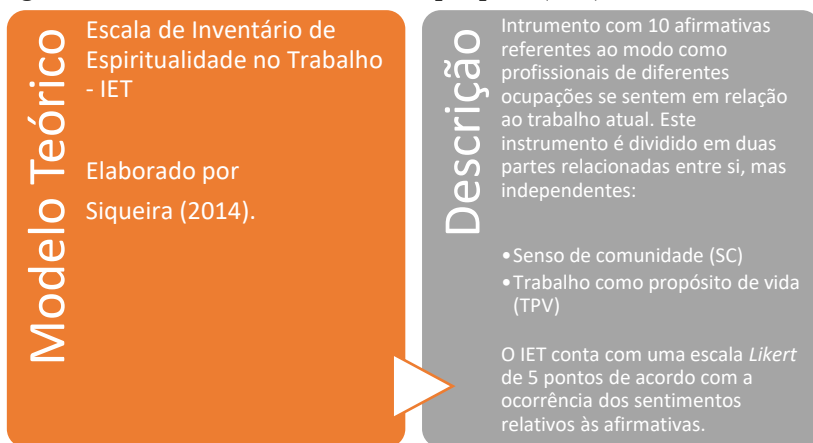 Modelo Teórico
Escala de Inventário de
Espiritualidade no Trabalho
- IET
Elaborado por
Siqueira (2014).
Descrição
Intrumento com 10 afirmativas
referentes ao modo como
profissionais de diferentes
ocupações se sentem em relação
ao trabalho atual. Este
instrumento é dividido em duas
partes relacionadas entre si, mas
independentes:
•Senso de comunidade (SC)
•Trabalho como propósito de vida
(TPV)
O IET conta com uma escala Likert
de 5 pontos de acordo com a
ocorrência dos sentimentos
relativos às afirmativas.